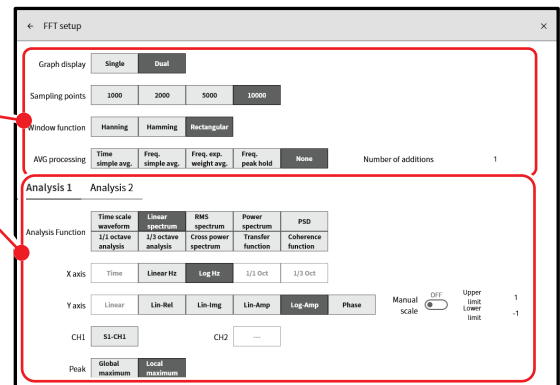 ← FFT setup ×
Graph display Single Dual
Sampling points 1000 2000 5000 10000
Window function Hanning Hamming Rectangular
AVG processing Time simple avg. Freq. simple avg. Freq. exp. weight avg. Freq. peak hold None Number of additions 1
Analysis 1 Analysis 2
Analysis Function Time scale waveform Linear spectrum RMS spectrum Power spectrum PSD
1/1 octave analysis 1/3 octave analysis Cross power spectrum Transfer function Coherence function
X axis Time Linear Hz Log Hz 1/1 Oct 1/3 Oct
Y axis Linear Lin-Rel Lin-Img Lin-Amp Log-Amp Phase Manual scale OFF Upper limit 1
Lower limit -1
CH1 S1-CH1 CH2 ---
Peak Global maximum Local maximum